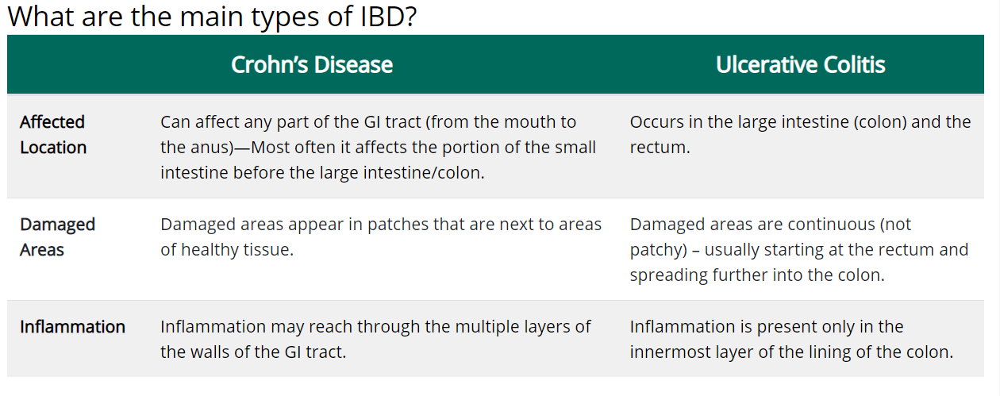 What are the main types of IBD?
Crohn’s Disease Ulcerative Colitis
Affected Location
Can affect any part of the GI tract (from the mouth to
the anus)—Most often it affects the portion of the small
intestine before the large intestine/colon.
Occurs in the large intestine (colon) and the
rectum.
Damaged
Areas
Damaged areas appear in patches that are next to areas
of healthy tissue.
Damaged areas are continuous (not
patchy) – usually starting at the rectum and
spreading further into the colon.
Inflammation
Inflammation may reach through the multiple layers of
the walls of the GI tract.
Inflammation is present only in the
innermost layer of the lining of the colon.